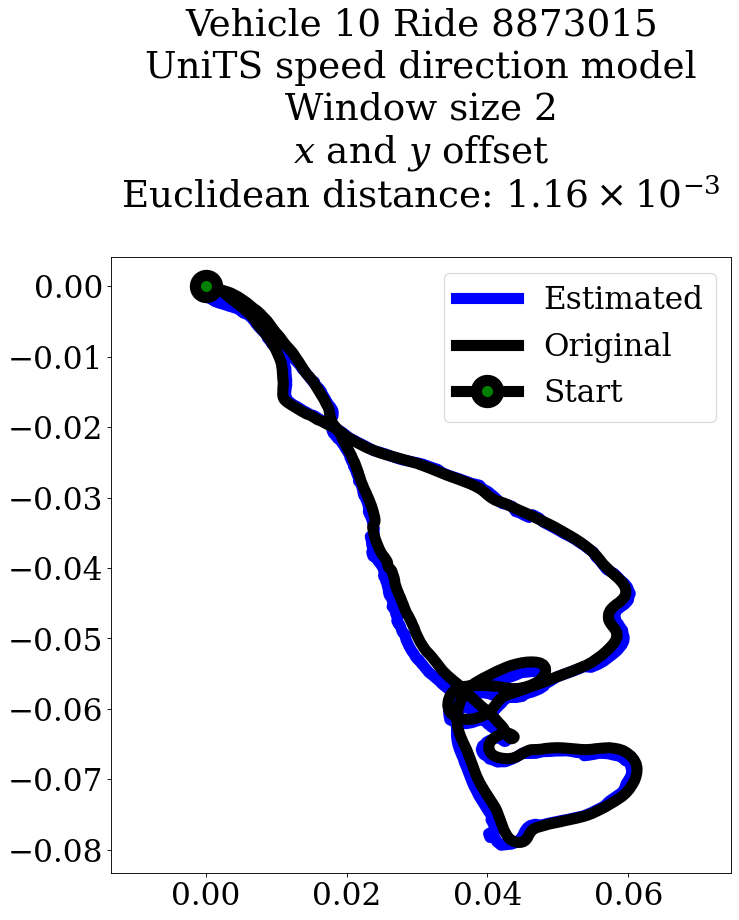 Vehicle 10 Ride 8873015
UniTS speed direction model
Window size 2
x and y offset
Euclidean distance: 1.16 × 10⁻³
Estimated
Original
Start
0.00
−0.01
−0.02
−0.03
−0.04
−0.05
−0.06
−0.07
−0.08
0.00 0.02 0.04 0.06